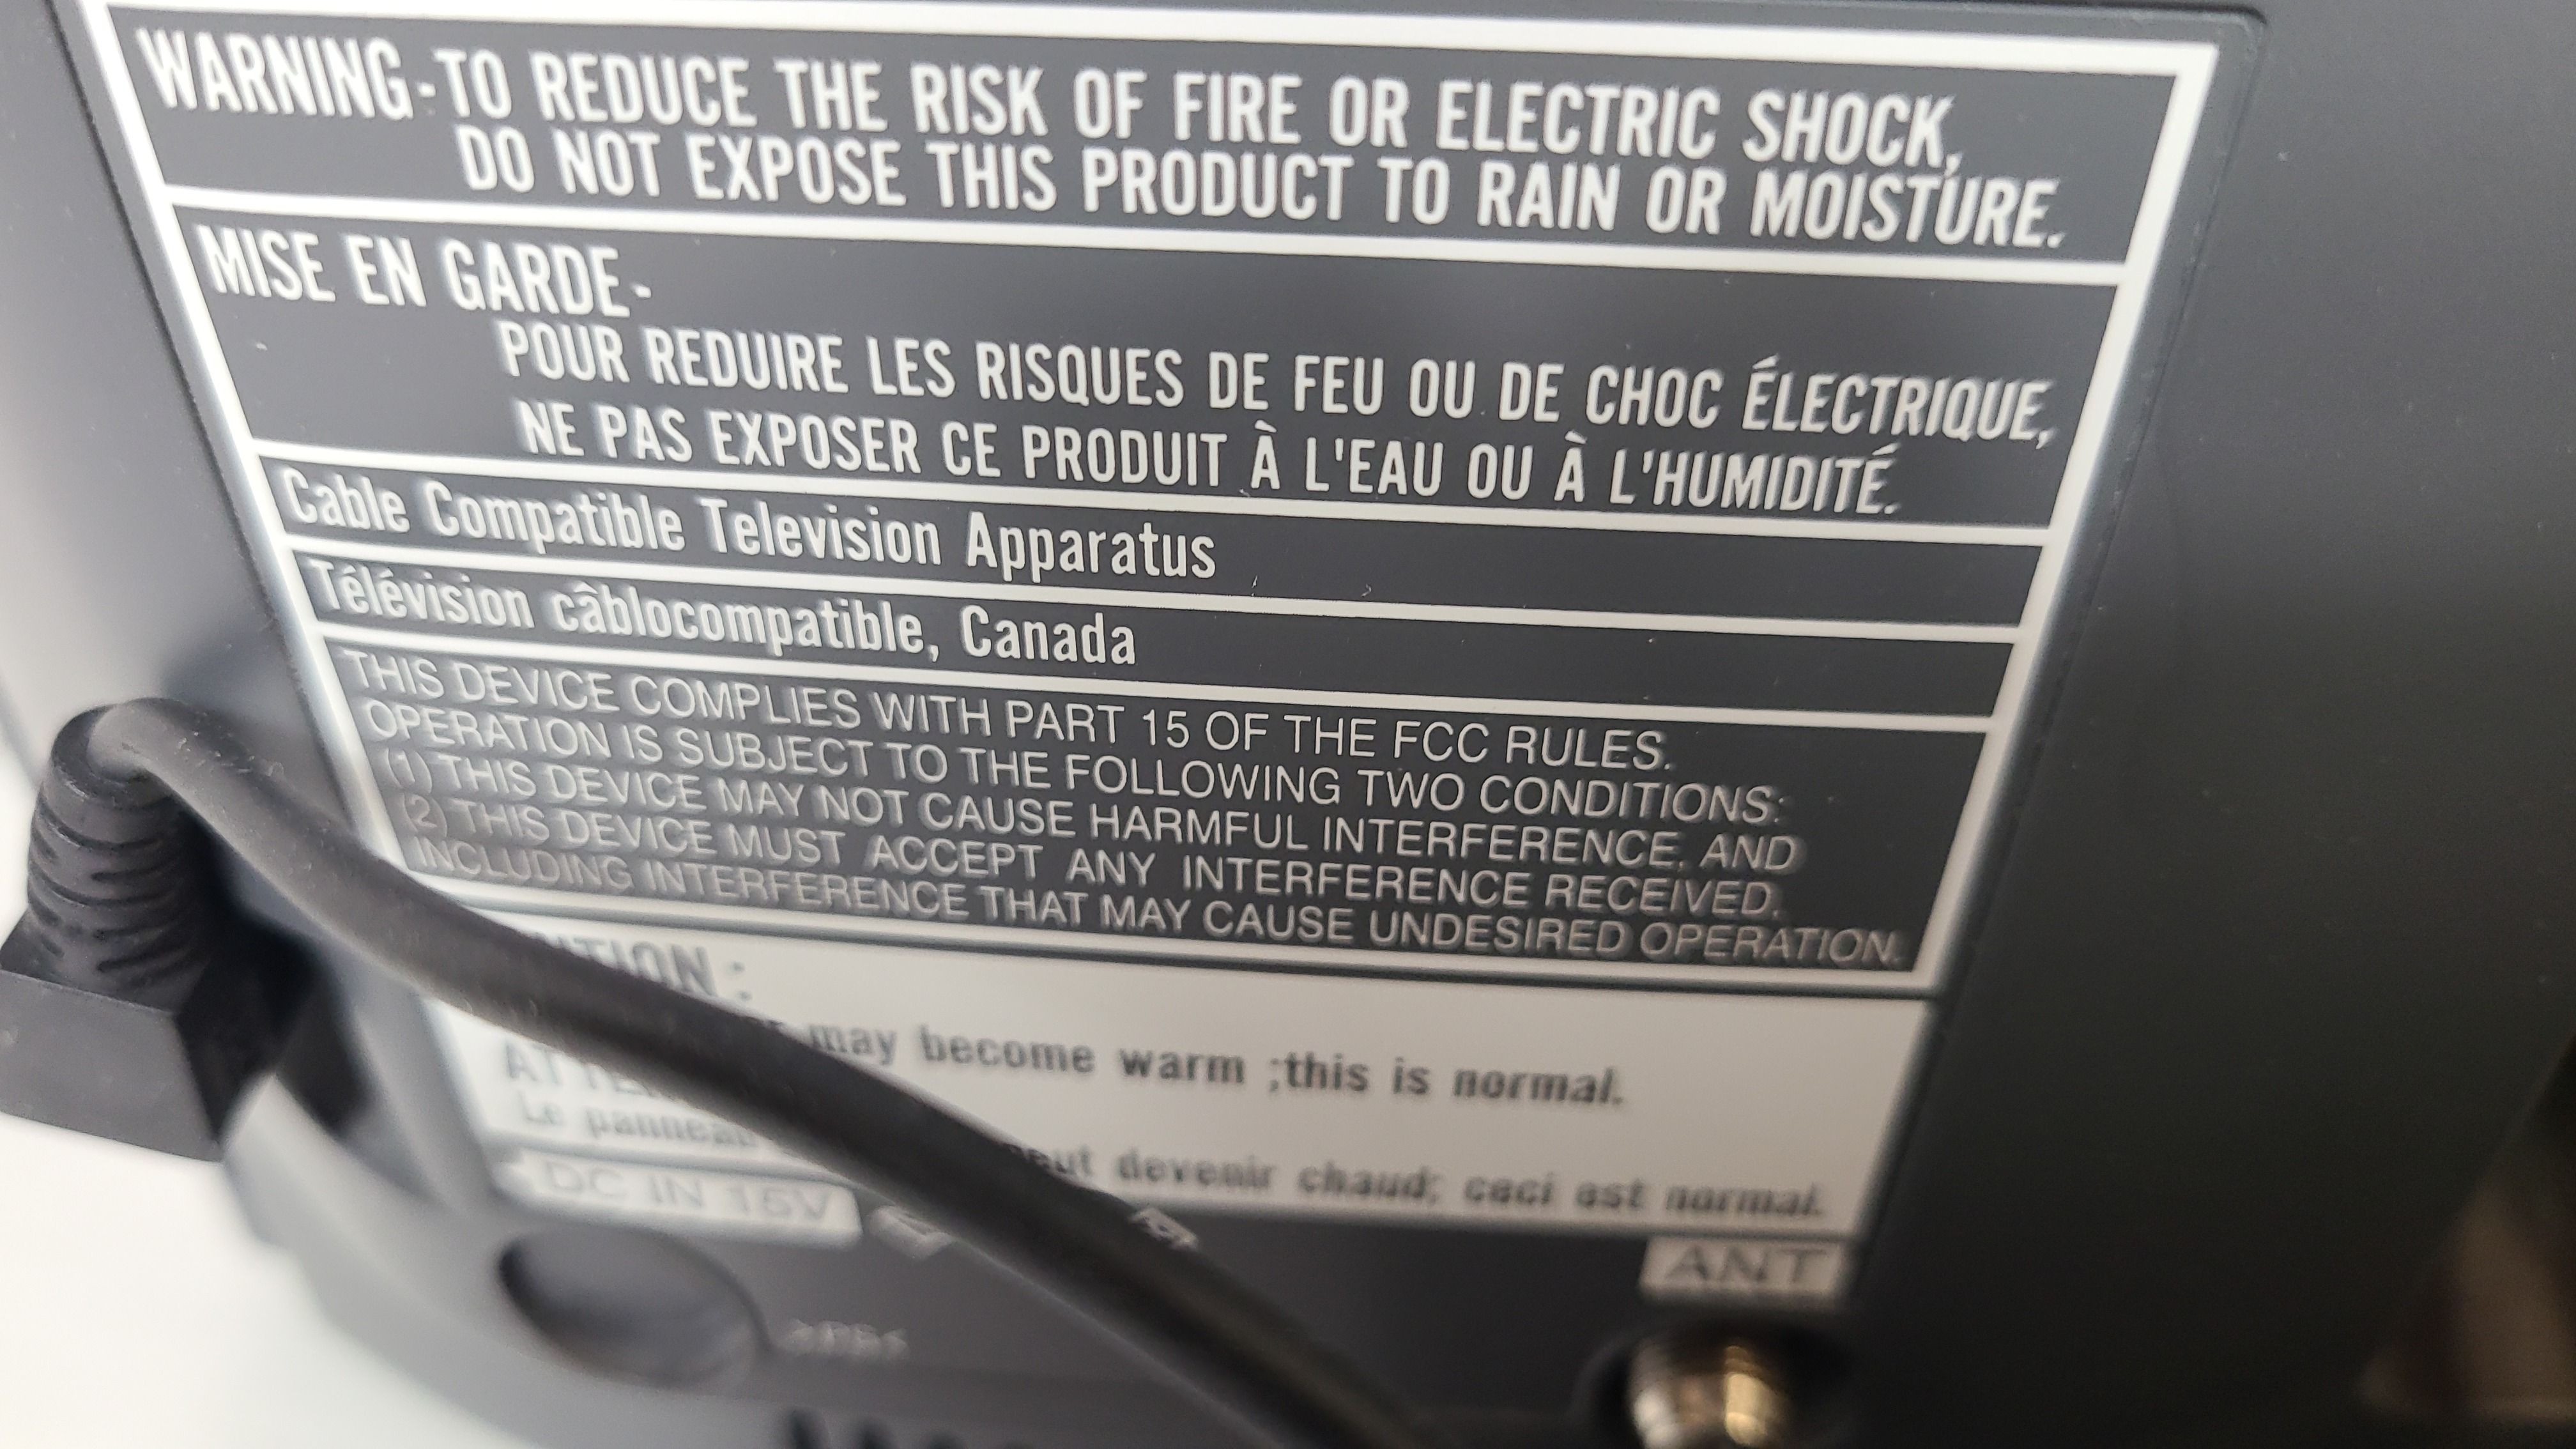 WARNING-TO REDUCE THE RISK OF FIRE OR ELECTRIC SHOCK,
DO NOT EXPOSE THIS PRODUCT TO RAIN OR MOISTURE.
MISE EN GARDE-
POUR REDUIRE LES RISQUES DE FEU OU DE CHOC ÉLECTRIQUE,
NE PAS EXPOSER CE PRODUIT À L'EAU OU À L'HUMIDITÉ.
Cable Compatible Television Apparatus
Télévision câblocompatible, Canada
THIS DEVICE COMPLIES WITH PART 15 OF THE FCC RULES.
OPERATION IS SUBJECT TO THE FOLLOWING TWO CONDITIONS:
(1) THIS DEVICE MAY NOT CAUSE HARMFUL INTERFERENCE, AND
(2) THIS DEVICE MUST ACCEPT ANY INTERFERENCE RECEIVED,
INCLUDING INTERFERENCE THAT MAY CAUSE UNDESIRED OPERATION.
may become warm ;this is normal.
Le panneau devenir chaud; ceci est normal.
DC IN 15V
ANT